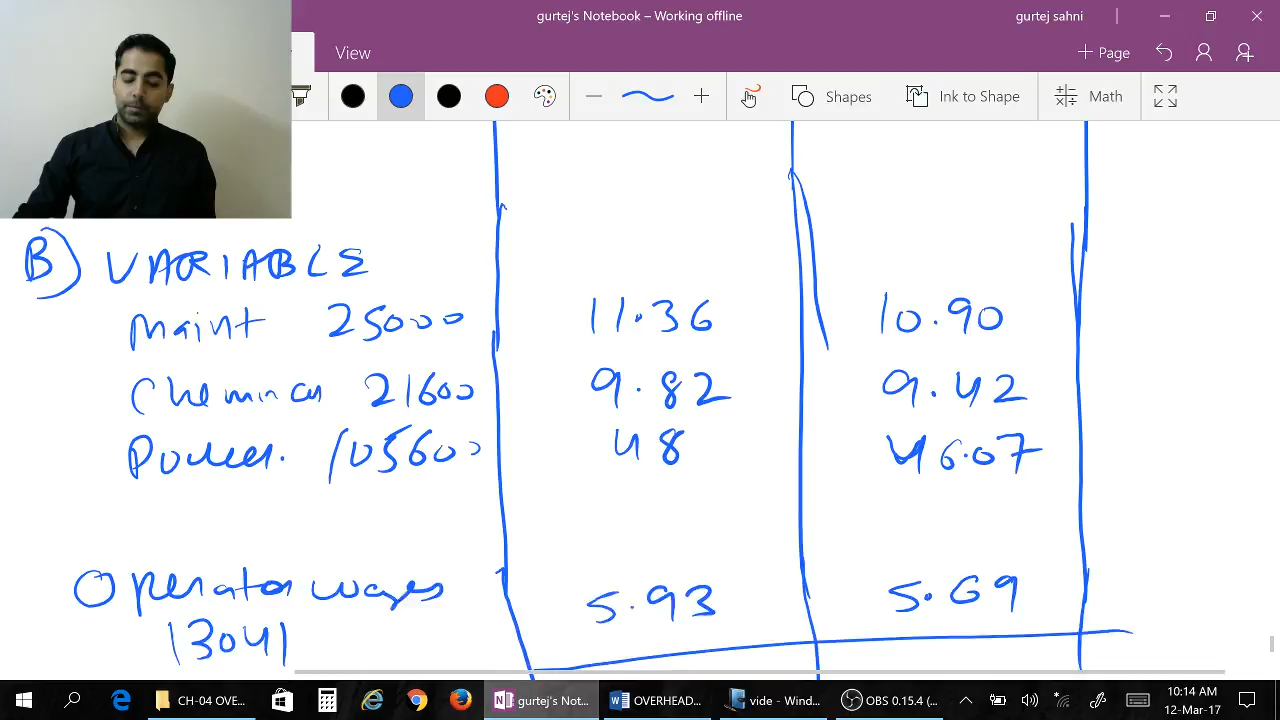 gurtej's Notebook – Working offline
gurtej sahni
View
Page
Shapes
Ink to Shape
Math
B) VARIABLE
Maint 25000 11.36 10.90
Chemical 21600 9.82 9.42
Power. 105600 48 46.07
Operator wages 5.93 5.69
13041
CH-04 OVE...
gurtej's Not...
OVERHEAD...
vide - Wind...
OBS 0.15.4 (...
10:14 AM
12-Mar-17